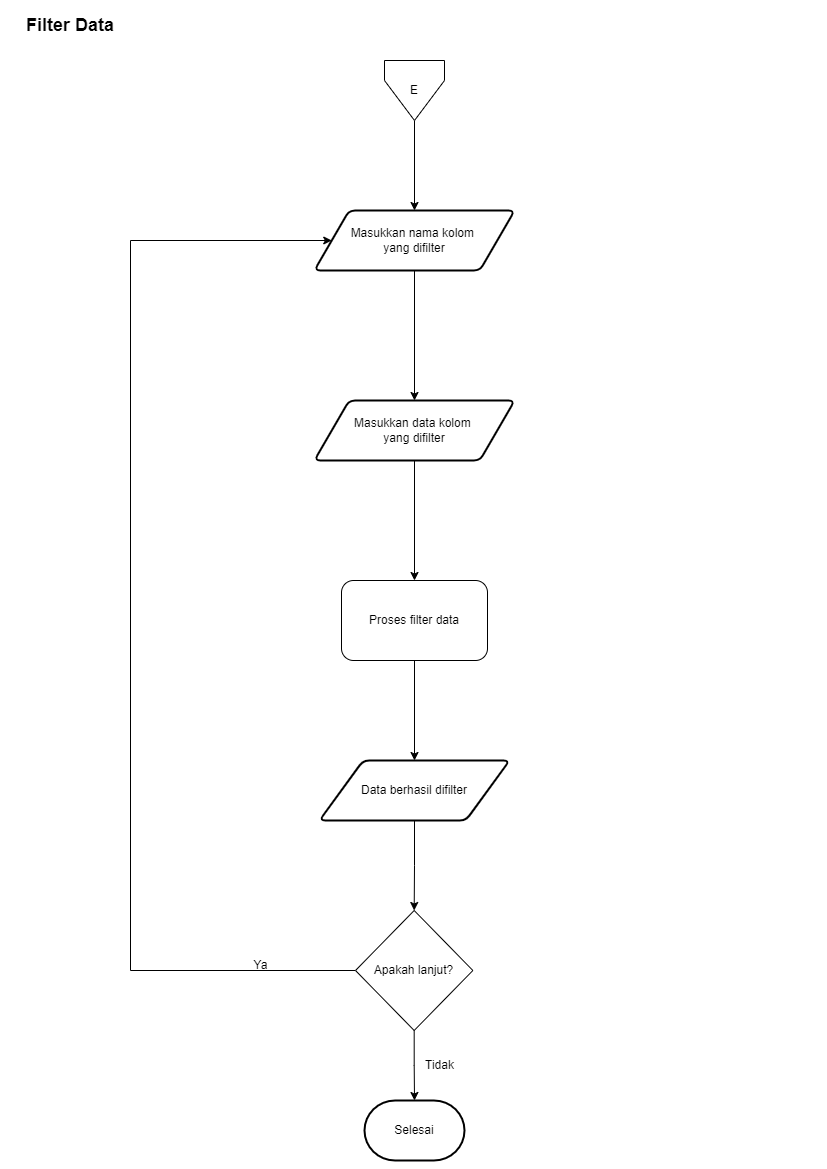 Filter Data
E
Masukkan nama kolom
yang difilter
Masukkan data kolom
yang difilter
Proses filter data
Data berhasil difilter
Apakah lanjut?
Ya
Tidak
Selesai